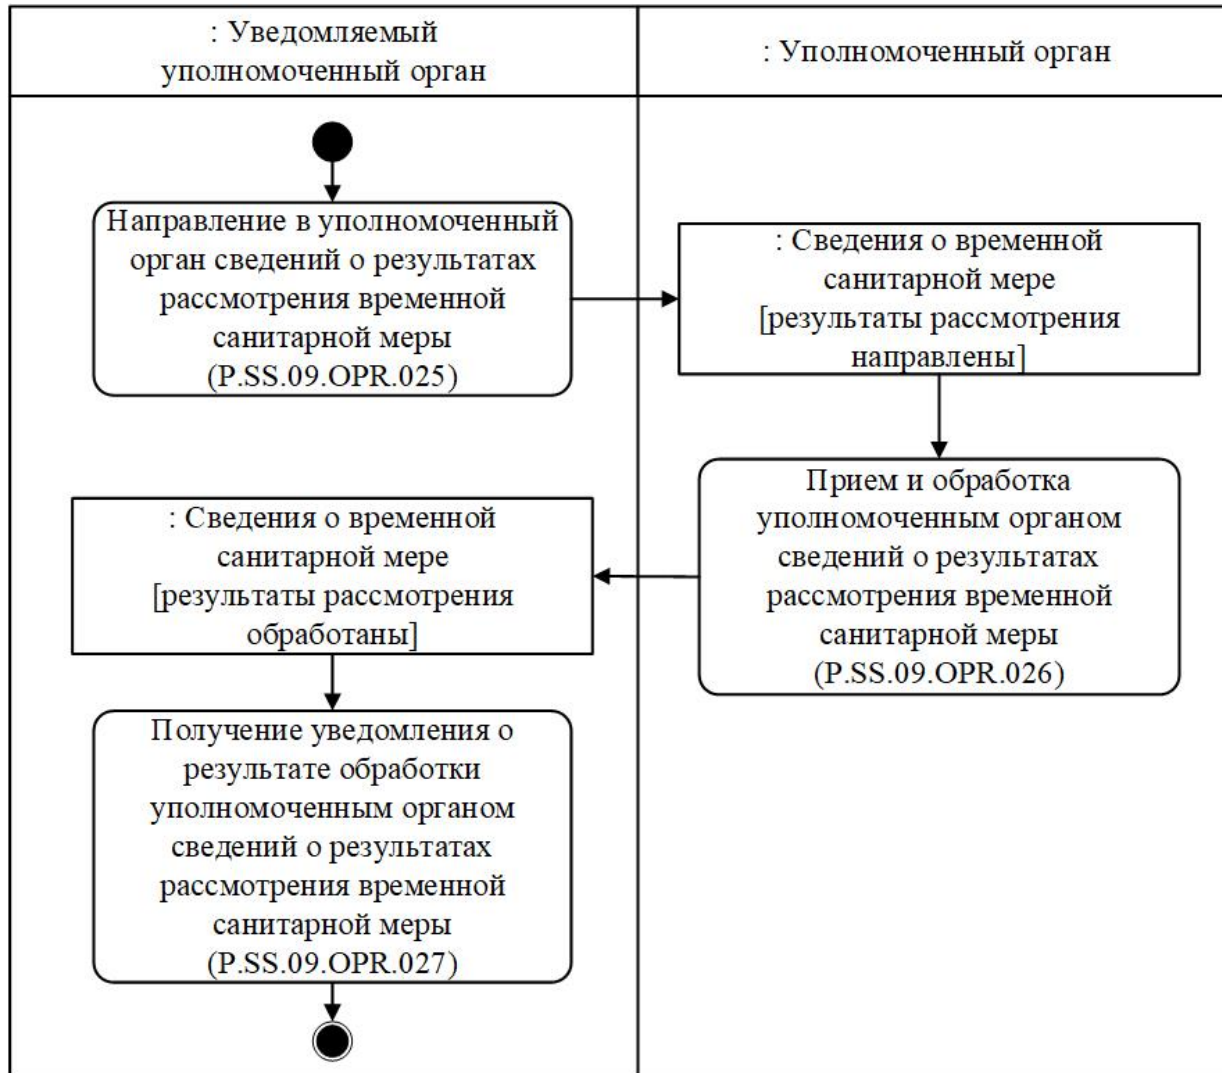 : Уведомляемый
уполномоченный орган
: Уполномоченный орган
Направление в уполномоченный
орган сведений о результатах
рассмотрения временной
санитарной меры
(P.SS.09.OPR.025)
: Сведения о временной
санитарной мере
[результаты рассмотрения
направлены]
Прием и обработка
уполномоченным органом
сведений о результатах
рассмотрения временной
санитарной меры
(P.SS.09.OPR.026)
: Сведения о временной
санитарной мере
[результаты рассмотрения
обработаны]
Получение уведомления о
результате обработки
уполномоченным органом
сведений о результатах
рассмотрения временной
санитарной меры
(P.SS.09.OPR.027)